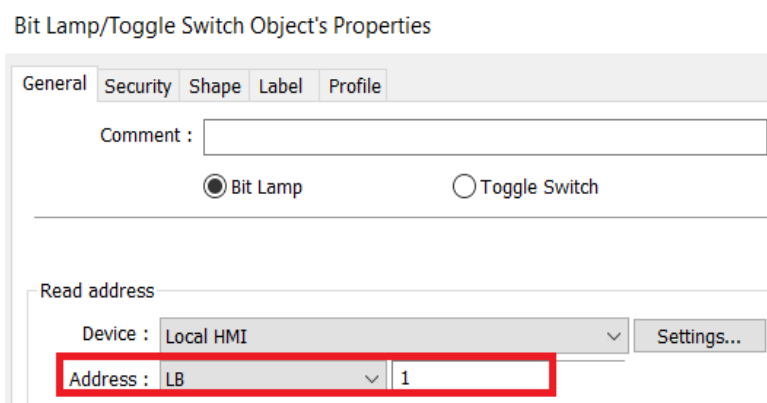 Bit Lamp/Toggle Switch Object's Properties
General Security Shape Label Profile
Comment :
Bit Lamp Toggle Switch
Read address
Device : Local HMI Settings...
Address : LB 1